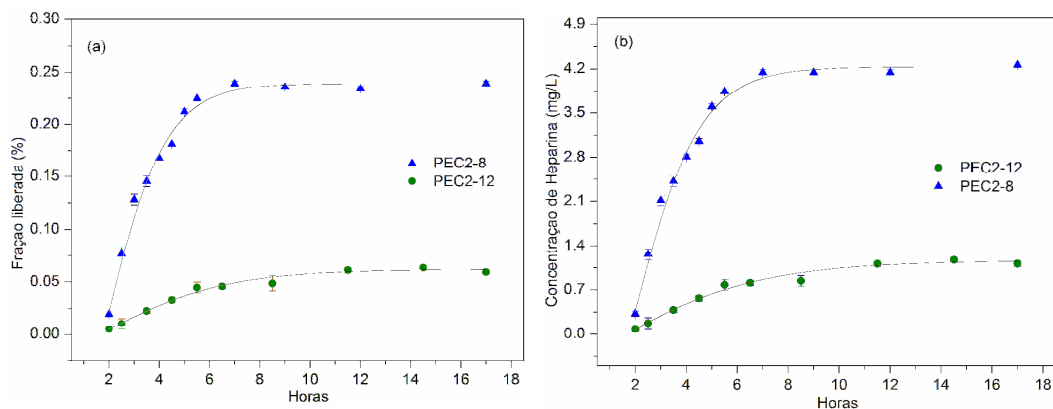 (a)
Fraçao liberada (%)
0.30
0.25
0.20
0.15
0.10
0.05
0.00
PEC2-8
PEC2-12
2 4 6 8 10 12 14 16 18
Horas
(b)
Concentraçao de Heparina (mg/L)
4.9
4.2
3.5
2.8
2.1
1.4
0.7
0.0
PEC2-12
PEC2-8
2 4 6 8 10 12 14 16 18
Horas